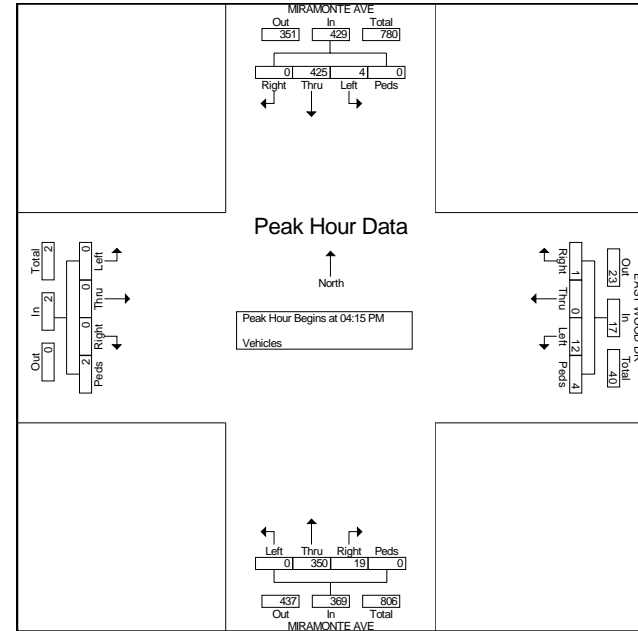 MIRAMONTE AVE
Out In Total
351 429 780
0 425 4 0
Right Thru Left Peds
Peak Hour Data
North
Peak Hour Begins at 04:15 PM
Vehicles
Total In Out
2 2 0
0 0 0 2
Left Thru Right Peds
EAST WOOD DR
Out In Total
23 17 40
Right Thru Left Peds
1 0 12 4
Left Thru Right Peds
0 350 19 0
437 369 806
Out In Total
MIRAMONTE AVE